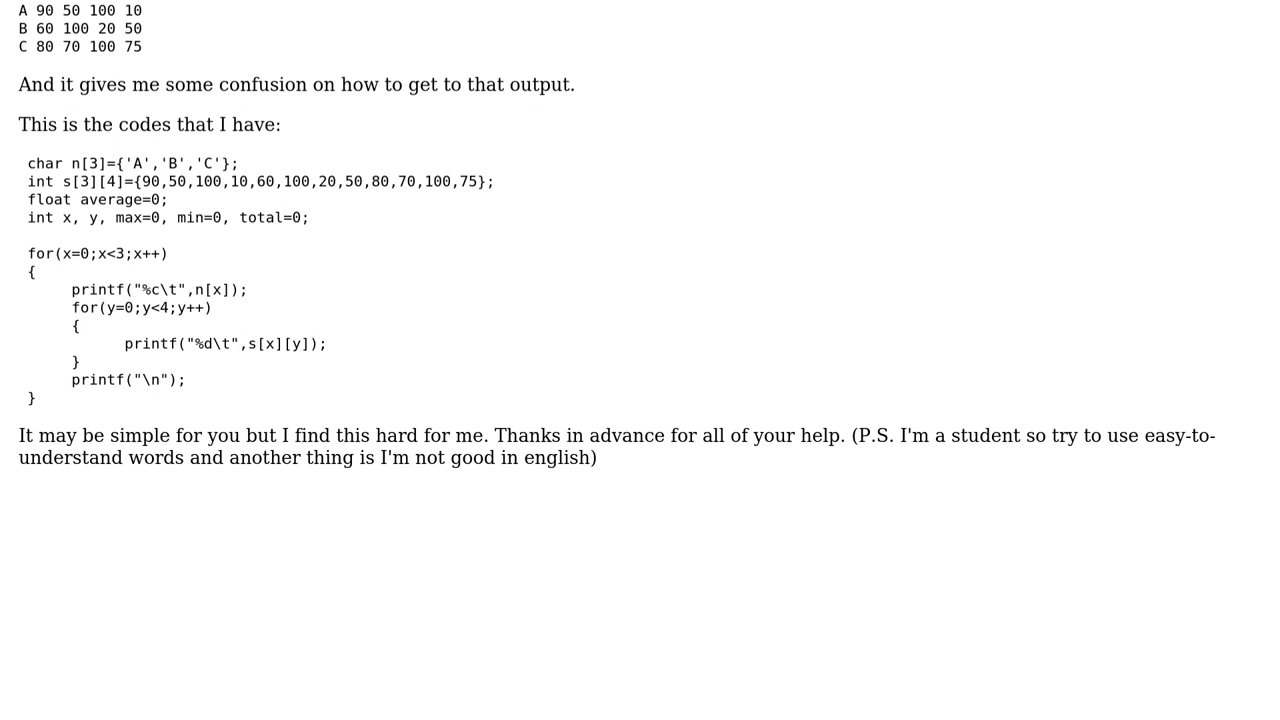 A 90 50 100 10
B 60 100 20 50
C 80 70 100 75
And it gives me some confusion on how to get to that output.
This is the codes that I have:
char n[3]={'A','B','C'};
int s[3][4]={90,50,100,10,60,100,20,50,80,70,100,75};
float average=0;
int x, y, max=0, min=0, total=0;
for(x=0;x<3;x++)
{
printf("%c\t",n[x]);
for(y=0;y<4;y++)
{
printf("%d\t",s[x][y]);
}
printf("\n");
}
It may be simple for you but I find this hard for me. Thanks in advance for all of your help. (P.S. I'm a student so try to use easy-to-
understand words and another thing is I'm not good in english)